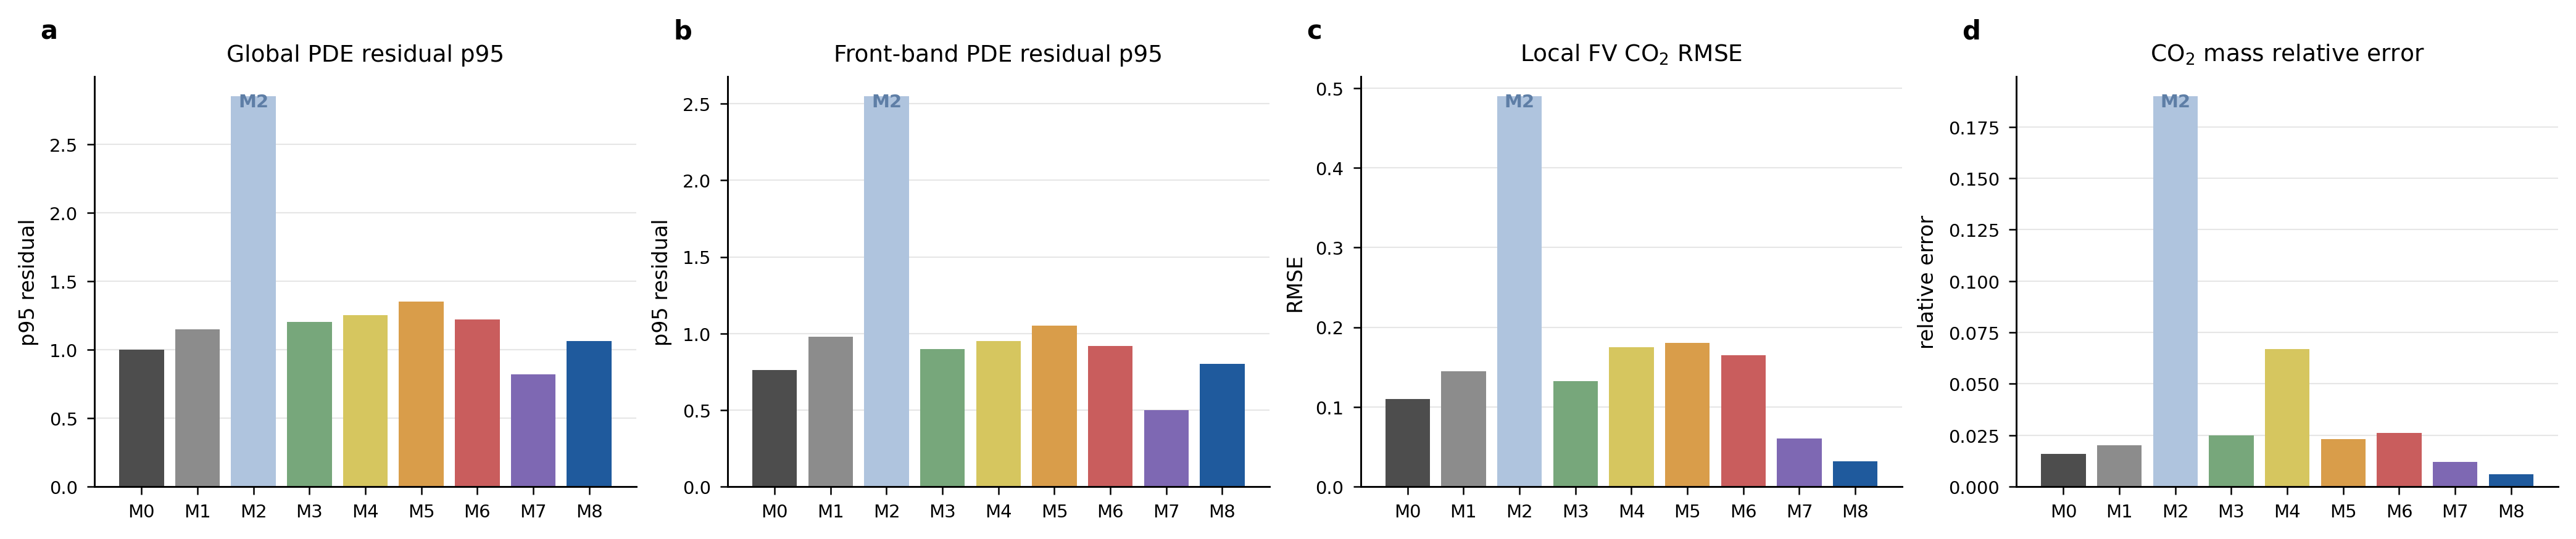 a
Global PDE residual p95
p95 residual
2.5
2.0
1.5
1.0
0.5
0.0
M2
M0 M1 M2 M3 M4 M5 M6 M7 M8
b
Front-band PDE residual p95
p95 residual
2.5
2.0
1.5
1.0
0.5
0.0
M2
M0 M1 M2 M3 M4 M5 M6 M7 M8
c
Local FV CO₂ RMSE
RMSE
0.5
0.4
0.3
0.2
0.1
0.0
M2
M0 M1 M2 M3 M4 M5 M6 M7 M8
d
CO₂ mass relative error
relative error
0.175
0.150
0.125
0.100
0.075
0.050
0.025
0.000
M2
M0 M1 M2 M3 M4 M5 M6 M7 M8